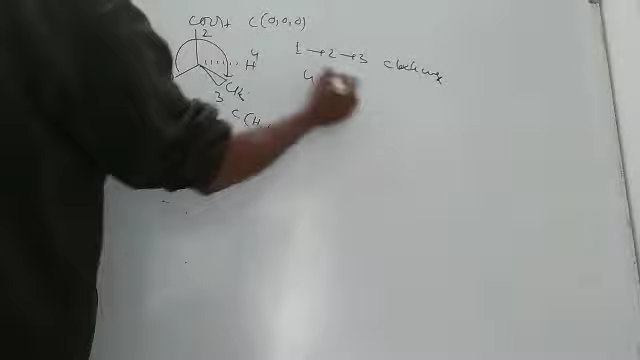 COOH C(O,O,O)
2
4
H
1 → 2 → 3 clockwise
CH₃
3
4
C(H,